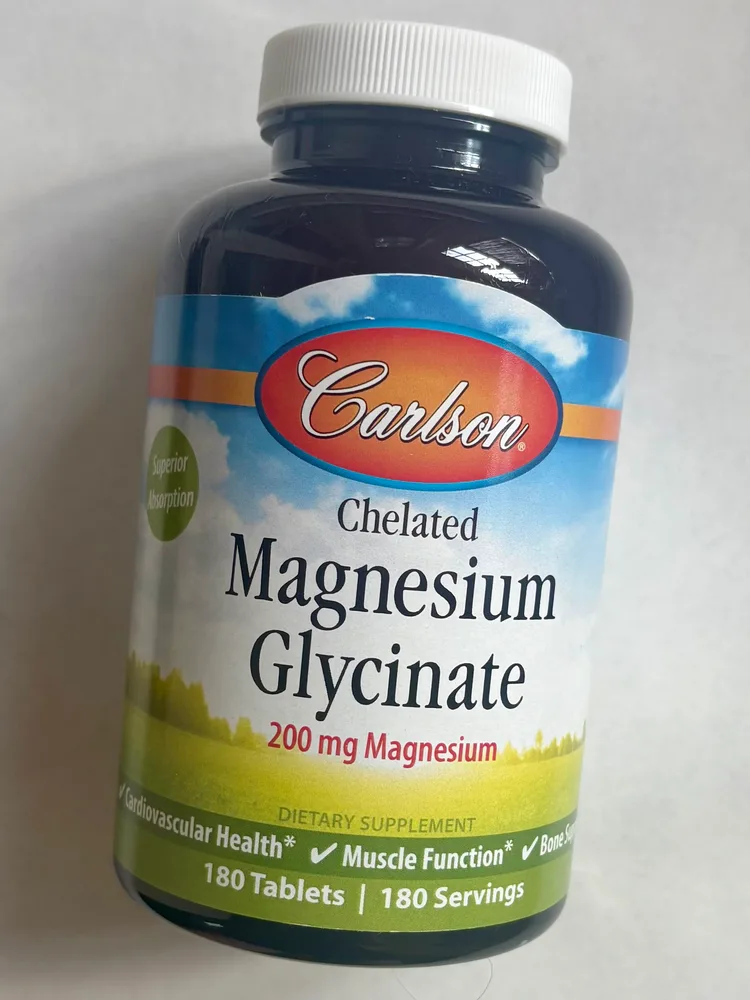 Carlson®
Superior
Absorption
Chelated
Magnesium
Glycinate
200 mg Magnesium
DIETARY SUPPLEMENT
✓ Cardiovascular Health* ✓ Muscle Function* ✓ Bone
180 Tablets | 180 Servings